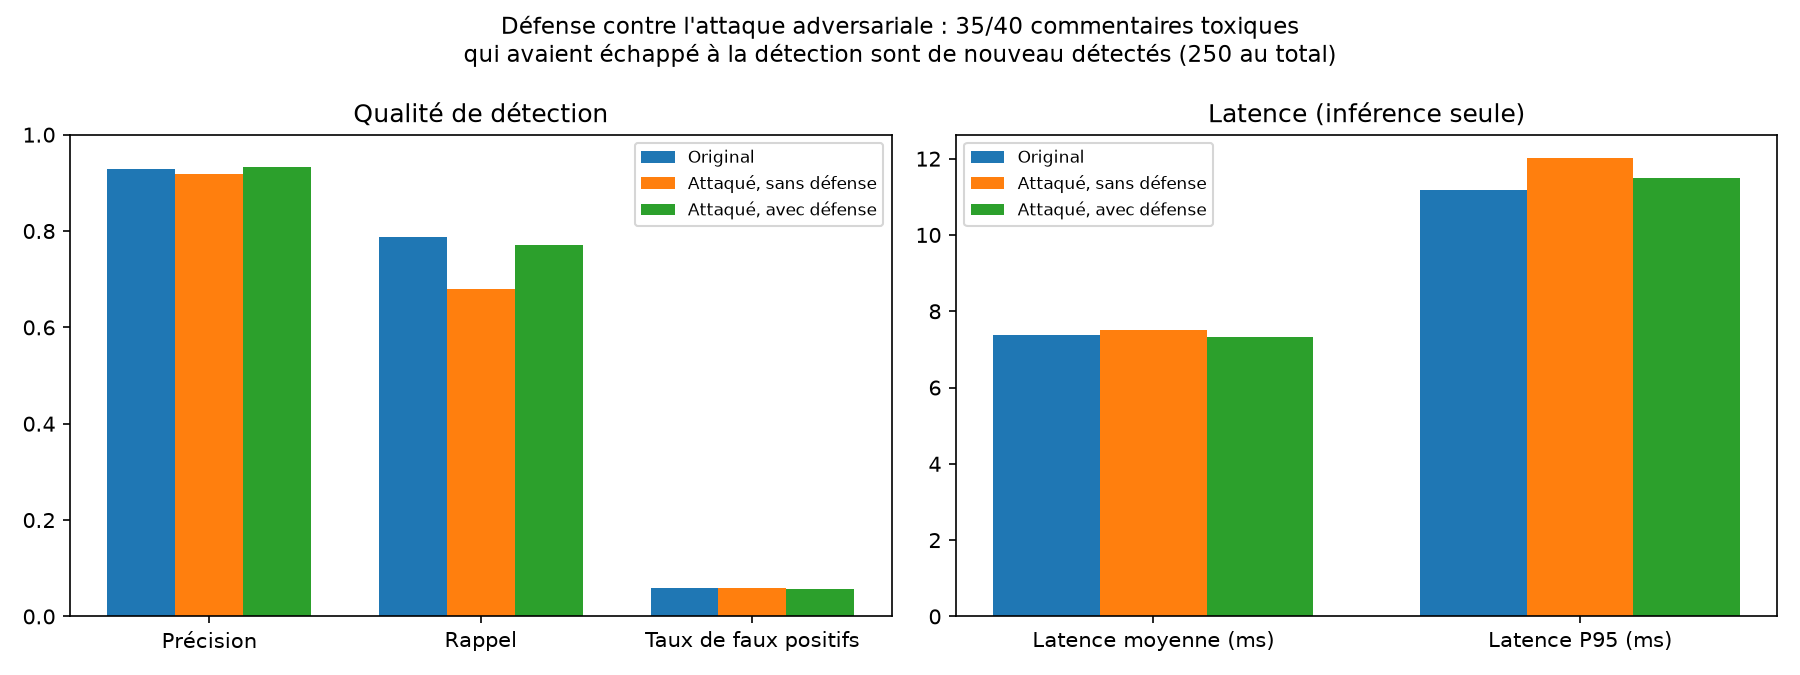 Défense contre l'attaque adversariale : 35/40 commentaires toxiques
qui avaient échappé à la détection sont de nouveau détectés (250 au total)
Qualité de détection
1.0
0.8
0.6
0.4
0.2
0.0
Original
Attaqué, sans défense
Attaqué, avec défense
Précision
Rappel
Taux de faux positifs
Latence (inférence seule)
12
10
8
6
4
2
0
Original
Attaqué, sans défense
Attaqué, avec défense
Latence moyenne (ms)
Latence P95 (ms)